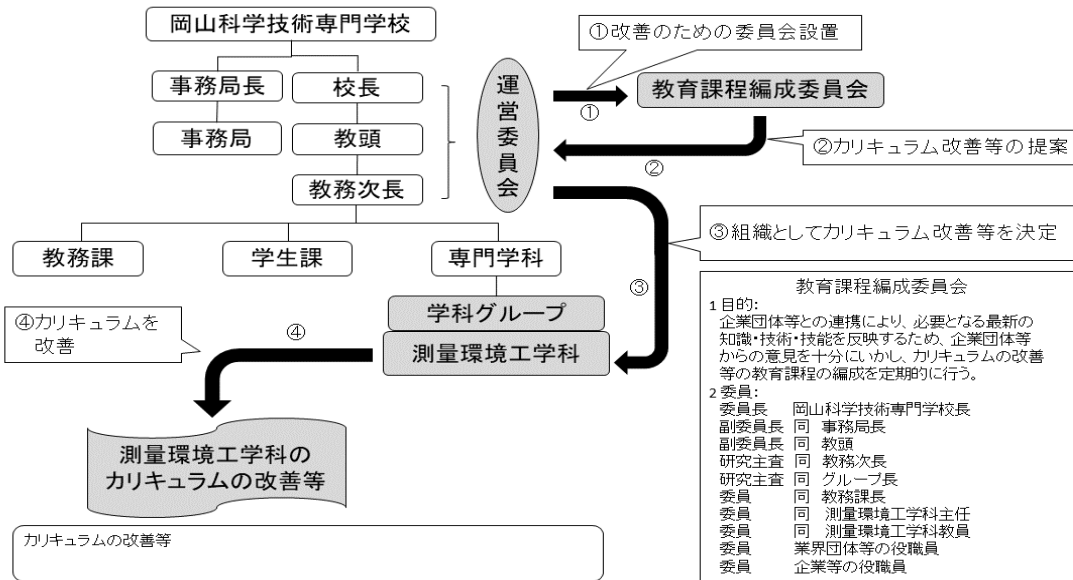 岡山科学技術専門学校
①改善のための委員会設置
事務局長
校長
運営委員会
①
教育課程編成委員会
事務局
教頭
②カリキュラム改善等の提案
②
教務次長
③組織としてカリキュラム改善等を決定
教務課
学生課
専門学科
③
学科グループ
測量環境工学科
④カリキュラムを
改善
④
測量環境工学科の
カリキュラムの改善等
カリキュラムの改善等
教育課程編成委員会
1 目的:
企業団体等との連携により、必要となる最新の
知識・技術・技能を反映するため、企業団体等
からの意見を十分にいかし、カリキュラムの改善
等の教育課程の編成を定期的に行う。
2 委員:
委員長 岡山科学技術専門学校長
副委員長 同 事務局長
副委員長 同 教頭
研究主査 同 教務次長
研究主査 同 グループ長
委員 同 教務課長
委員 同 測量環境工学科主任
委員 同 測量環境工学科教員
委員 業界団体等の役職員
委員 企業等の役職員